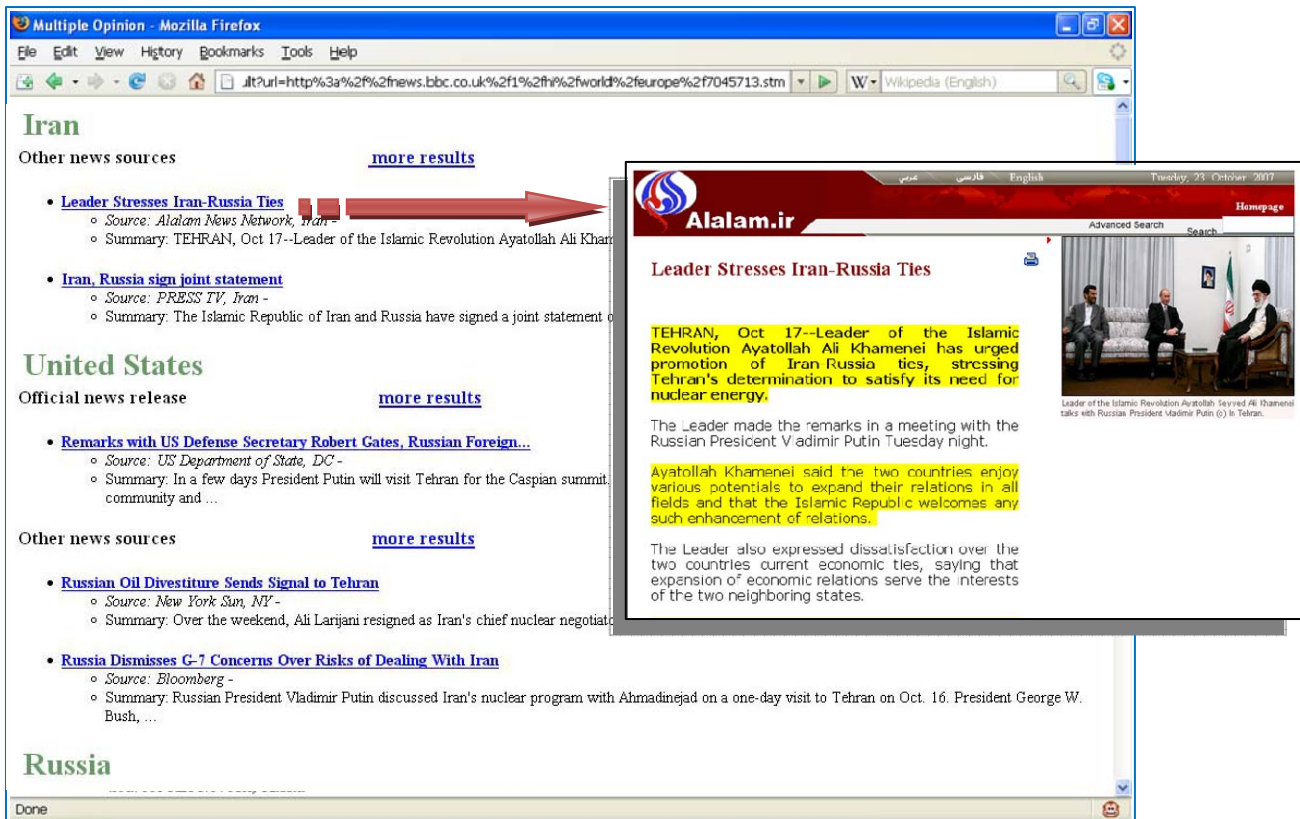 Multiple Opinion - Mozilla Firefox
File Edit View History Bookmarks Tools Help
ult?url=http%3a%2f%2fnews.bbc.co.uk%2f1%2fhi%2fworld%2feurope%2f7045713.stm
W
Wikipedia (English)
Iran
Other news sources more results
Leader Stresses Iran-Russia Ties
Source: Alalam News Network, Iran -
Summary: TEHRAN, Oct 17--Leader of the Islamic Revolution Ayatollah Ali Kham
Iran, Russia sign joint statement
Source: PRESS TV, Iran -
Summary: The Islamic Republic of Iran and Russia have signed a joint statement o
United States
Official news release more results
Remarks with US Defense Secretary Robert Gates, Russian Foreign...
Source: US Department of State, DC -
Summary: In a few days President Putin will visit Tehran for the Caspian summit.
community and ...
Other news sources more results
Russian Oil Divestiture Sends Signal to Tehran
Source: New York Sun, NY -
Summary: Over the weekend, Ali Larijani resigned as Iran's chief nuclear negotiato
Russia Dismisses G-7 Concerns Over Risks of Dealing With Iran
Source: Bloomberg -
Summary: Russian President Vladimir Putin discussed Iran's nuclear program with Ahmadinejad on a one-day visit to Tehran on Oct. 16. President George W.
Bush, ...
Russia
Done
عربي فارسی English Tuesday, 23 October 2007
Homepage
Alalam.ir
Advanced Search Search
Leader Stresses Iran-Russia Ties
TEHRAN, Oct 17--Leader of the Islamic
Revolution Ayatollah Ali Khamenei has urged
promotion of Iran-Russia ties, stressing
Tehran's determination to satisfy its need for
nuclear energy.
The Leader made the remarks in a meeting with the
Russian President Vladimir Putin Tuesday night.
Ayatollah Khamenei said the two countries enjoy
various potentials to expand their relations in all
fields and that the Islamic Republic welcomes any
such enhancement of relations.
The Leader also expressed dissatisfaction over the
two countries current economic ties, saying that
expansion of economic relations serve the interests
of the two neighboring states.
Leader of the Islamic Revolution Ayatollah Seyyed Ali Khamenei
talks with Russian President Vladimir Putin (c) in Tehran.